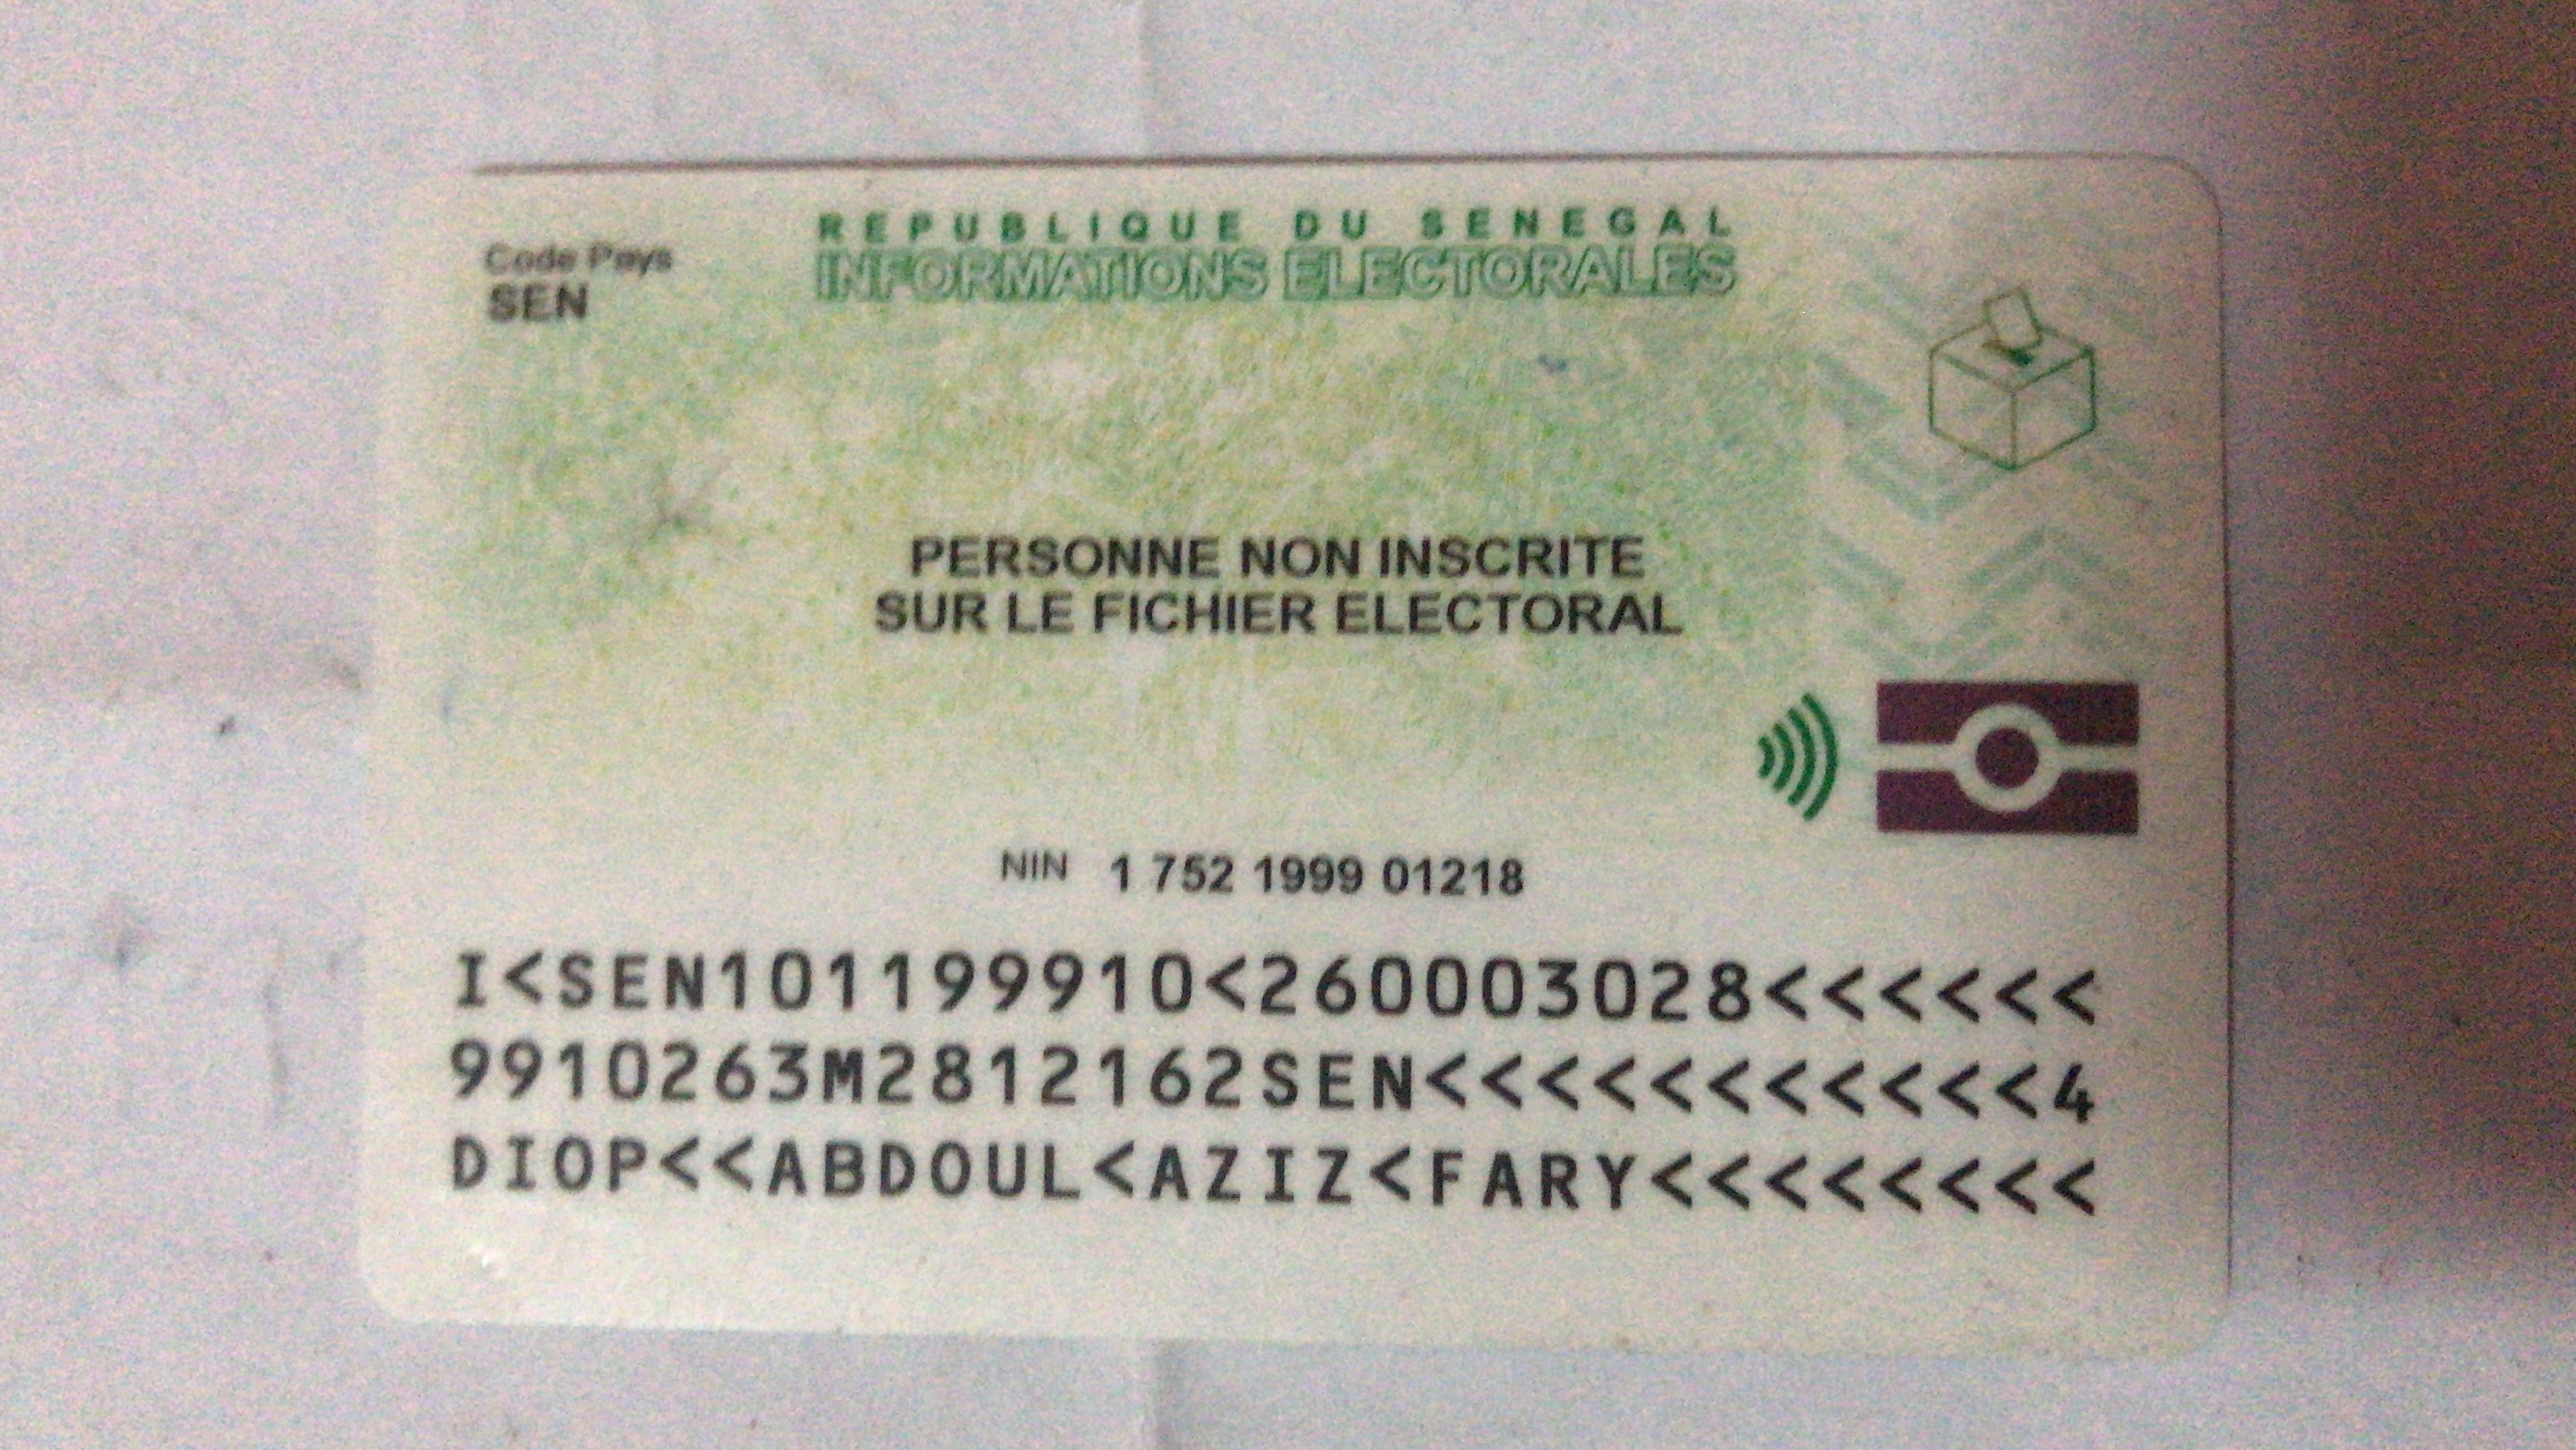 REPUBLIQUE DU SENEGAL
INFORMATIONS ELECTORALES
Code Pays
SEN
PERSONNE NON INSCRITE
SUR LE FICHIER ELECTORAL
NIN 1 752 1999 01218
I<SEN101199910<260003028<<<<<<
9910263M2812162SEN<<<<<<<<<<<4
DIOP<<ABDOUL<AZIZ<FARY<<<<<<<<